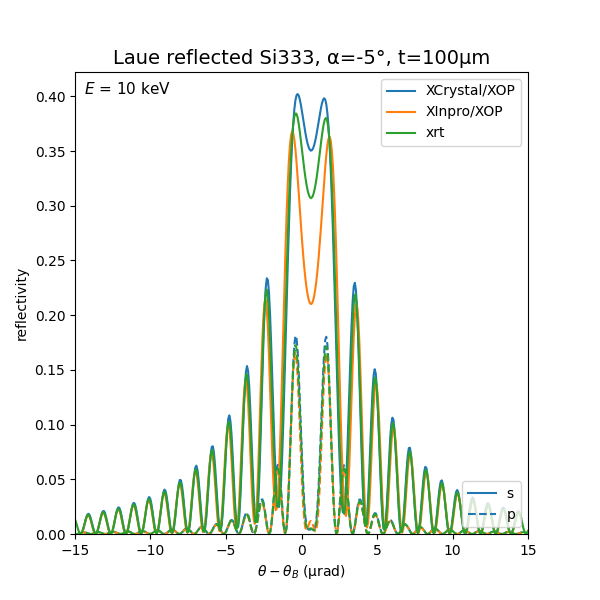 Laue reflected Si333, α=-5°, t=100μm
E = 10 keV
XCrystal/XOP
XInpro/XOP
xrt
0.40
0.35
0.30
0.25
0.20
0.15
0.10
0.05
0.00
reflectivity
s
p
−15 −10 −5 0 5 10 15
θ − θ_B (μrad)